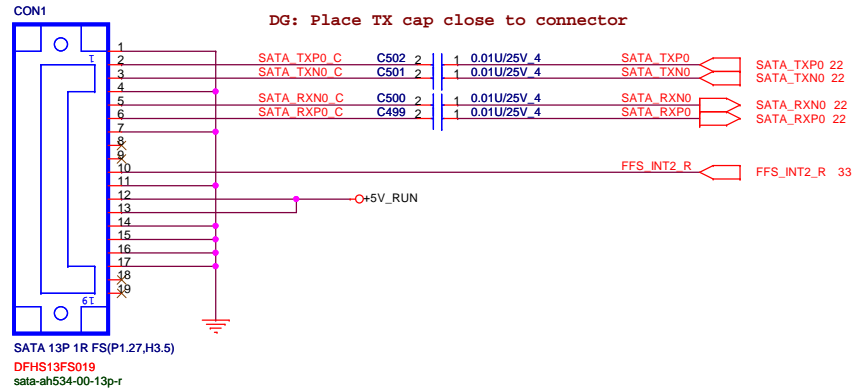 CON1
DG: Place TX cap close to connector
1
1
2 SATA_TXP0_C C502 2 1 0.01U/25V_4 SATA_TXP0 SATA_TXP0 22
3 SATA_TXN0_C C501 2 1 0.01U/25V_4 SATA_TXN0 SATA_TXN0 22
4
5 SATA_RXN0_C C500 2 1 0.01U/25V_4 SATA_RXN0 SATA_RXN0 22
6 SATA_RXP0_C C499 2 1 0.01U/25V_4 SATA_RXP0 SATA_RXP0 22
7
8
9
10 FFS_INT2_R FFS_INT2_R 33
11
12 +5V_RUN
13
14
15
16
17
18
19
19
SATA 13P 1R FS(P1.27,H3.5)
DFHS13FS019
sata-ah534-00-13p-r